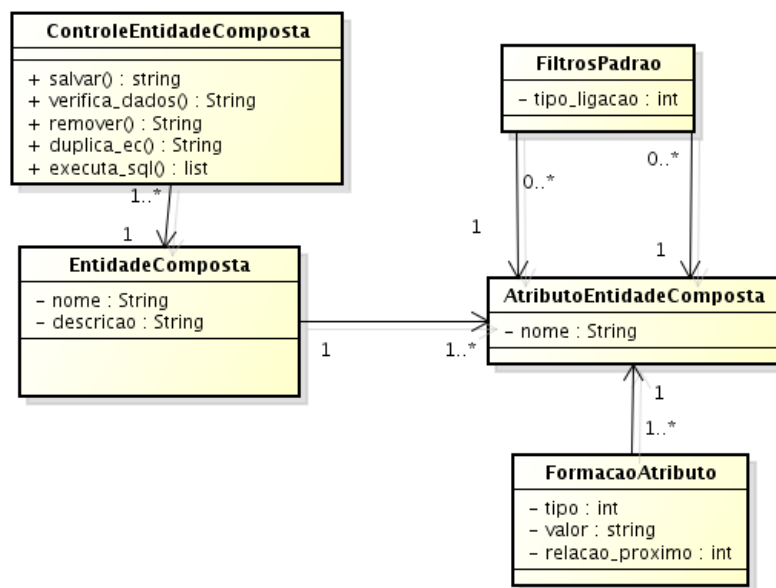 ControleEntidadeComposta
+ salvar() : string
+ verifica_dados() : String
+ remover() : String
+ duplica_ec() : String
+ executa_sql() : list
FiltrosPadrao
- tipo_ligacao : int
1..*
1
0..*
0..*
1
1
EntidadeComposta
- nome : String
- descricao : String
1
1..*
AtributoEntidadeComposta
- nome : String
1
1..*
FormacaoAtributo
- tipo : int
- valor : string
- relacao_proximo : int